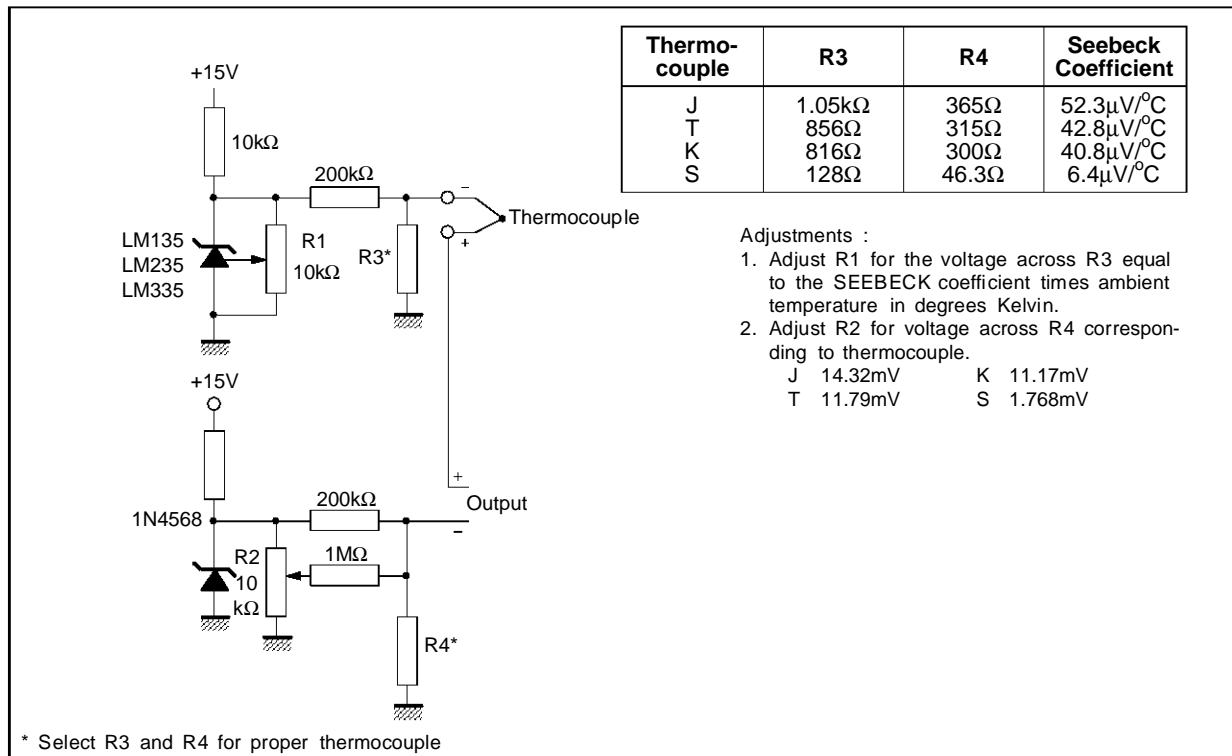 +15V
10kΩ
200kΩ
−
Thermocouple
+
LM135
LM235
LM335
R1
10kΩ
R3*
+15V
+
Output
−
1N4568
200kΩ
R2
10
kΩ
1MΩ
R4*
* Select R3 and R4 for proper thermocouple
Thermo-
couple R3 R4 Seebeck
Coefficient
J 1.05kΩ 365Ω 52.3µV/°C
T 856Ω 315Ω 42.8µV/°C
K 816Ω 300Ω 40.8µV/°C
S 128Ω 46.3Ω 6.4µV/°C
Adjustments :
1. Adjust R1 for the voltage across R3 equal
to the SEEBECK coefficient times ambient
temperature in degrees Kelvin.
2. Adjust R2 for voltage across R4 correspon-
ding to thermocouple.
J 14.32mV K 11.17mV
T 11.79mV S 1.768mV